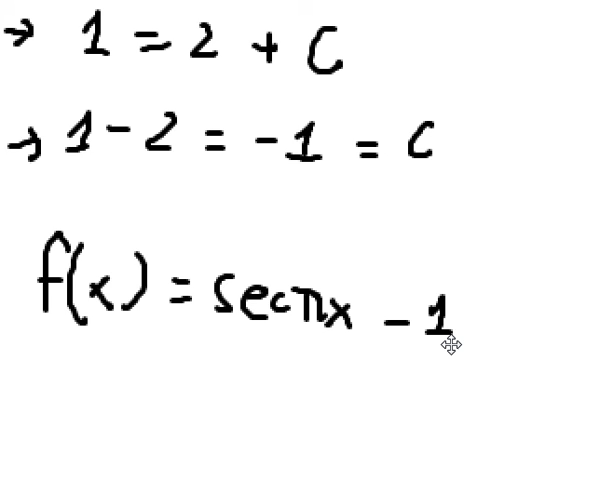 → 1 = 2 + C
→ 1 - 2 = -1 = C
f(x) = secπx - 1